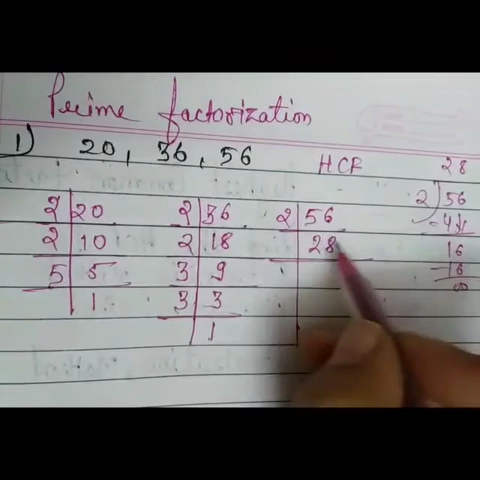 Prime factorization
1) 20, 36, 56 HCF 28
2 56
2 20 2 36 2 56 - 4↓
2 10 2 18 28 16
5 5 3 9 - 16
1 3 3 00
1